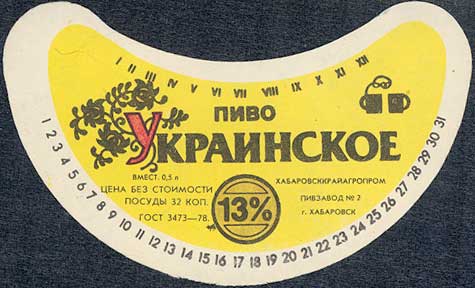 I II III IV V VI VII VIII IX X XI XII
ПИВО
УКРАИНСКОЕ
ВМЕСТ. 0,5 л
ЦЕНА БЕЗ СТОИМОСТИ
ПОСУДЫ 32 КОП.
ГОСТ 3473—78.
13%
ХАБАРОВСККРАЙАГРОПРОМ
ПИВЗАВОД № 2
г. ХАБАРОВСК
1 2 3 4 5 6 7 8 9 10 11 12 13 14 15 16 17 18 19 20 21 22 23 24 25 26 27 28 29 30 31